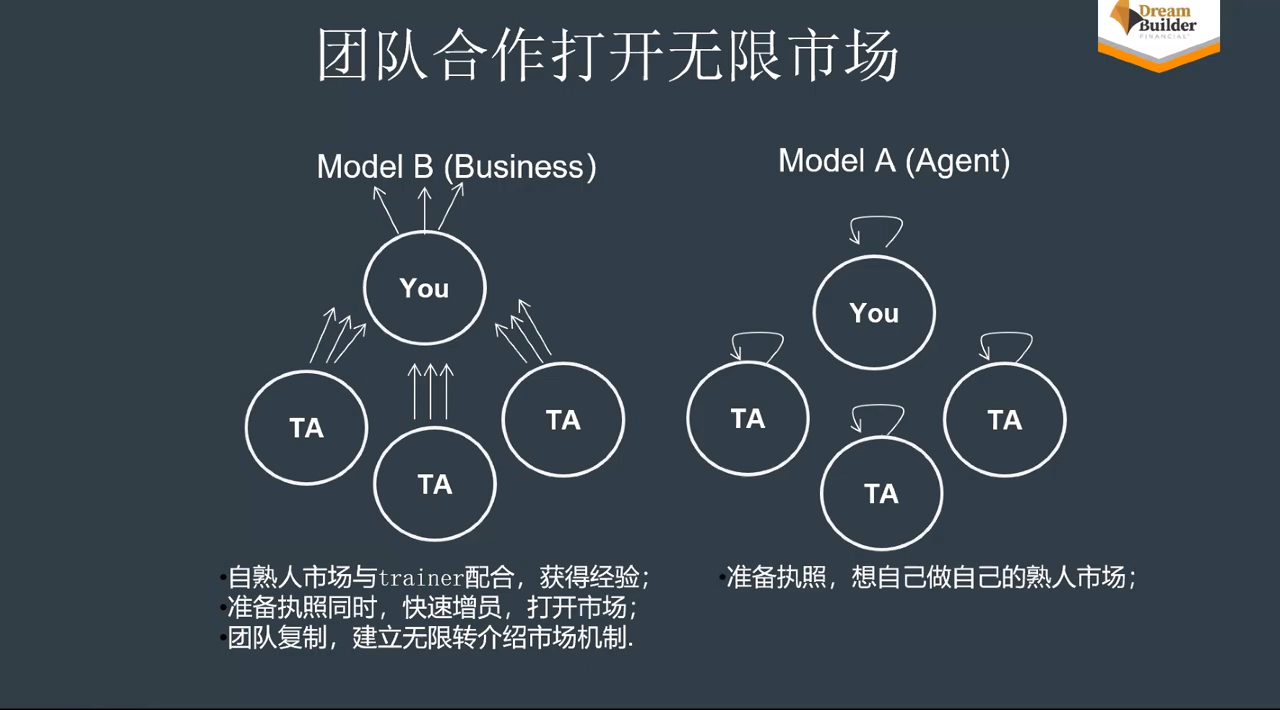 团队合作打开无限市场
Dream
Builder
FINANCIAL
Model B (Business)
You
TA
TA
TA
•自熟人市场与trainer配合，获得经验；
•准备执照同时，快速增员，打开市场；
•团队复制，建立无限转介绍市场机制.
Model A (Agent)
You
TA
TA
TA
•准备执照，想自己做自己的熟人市场；